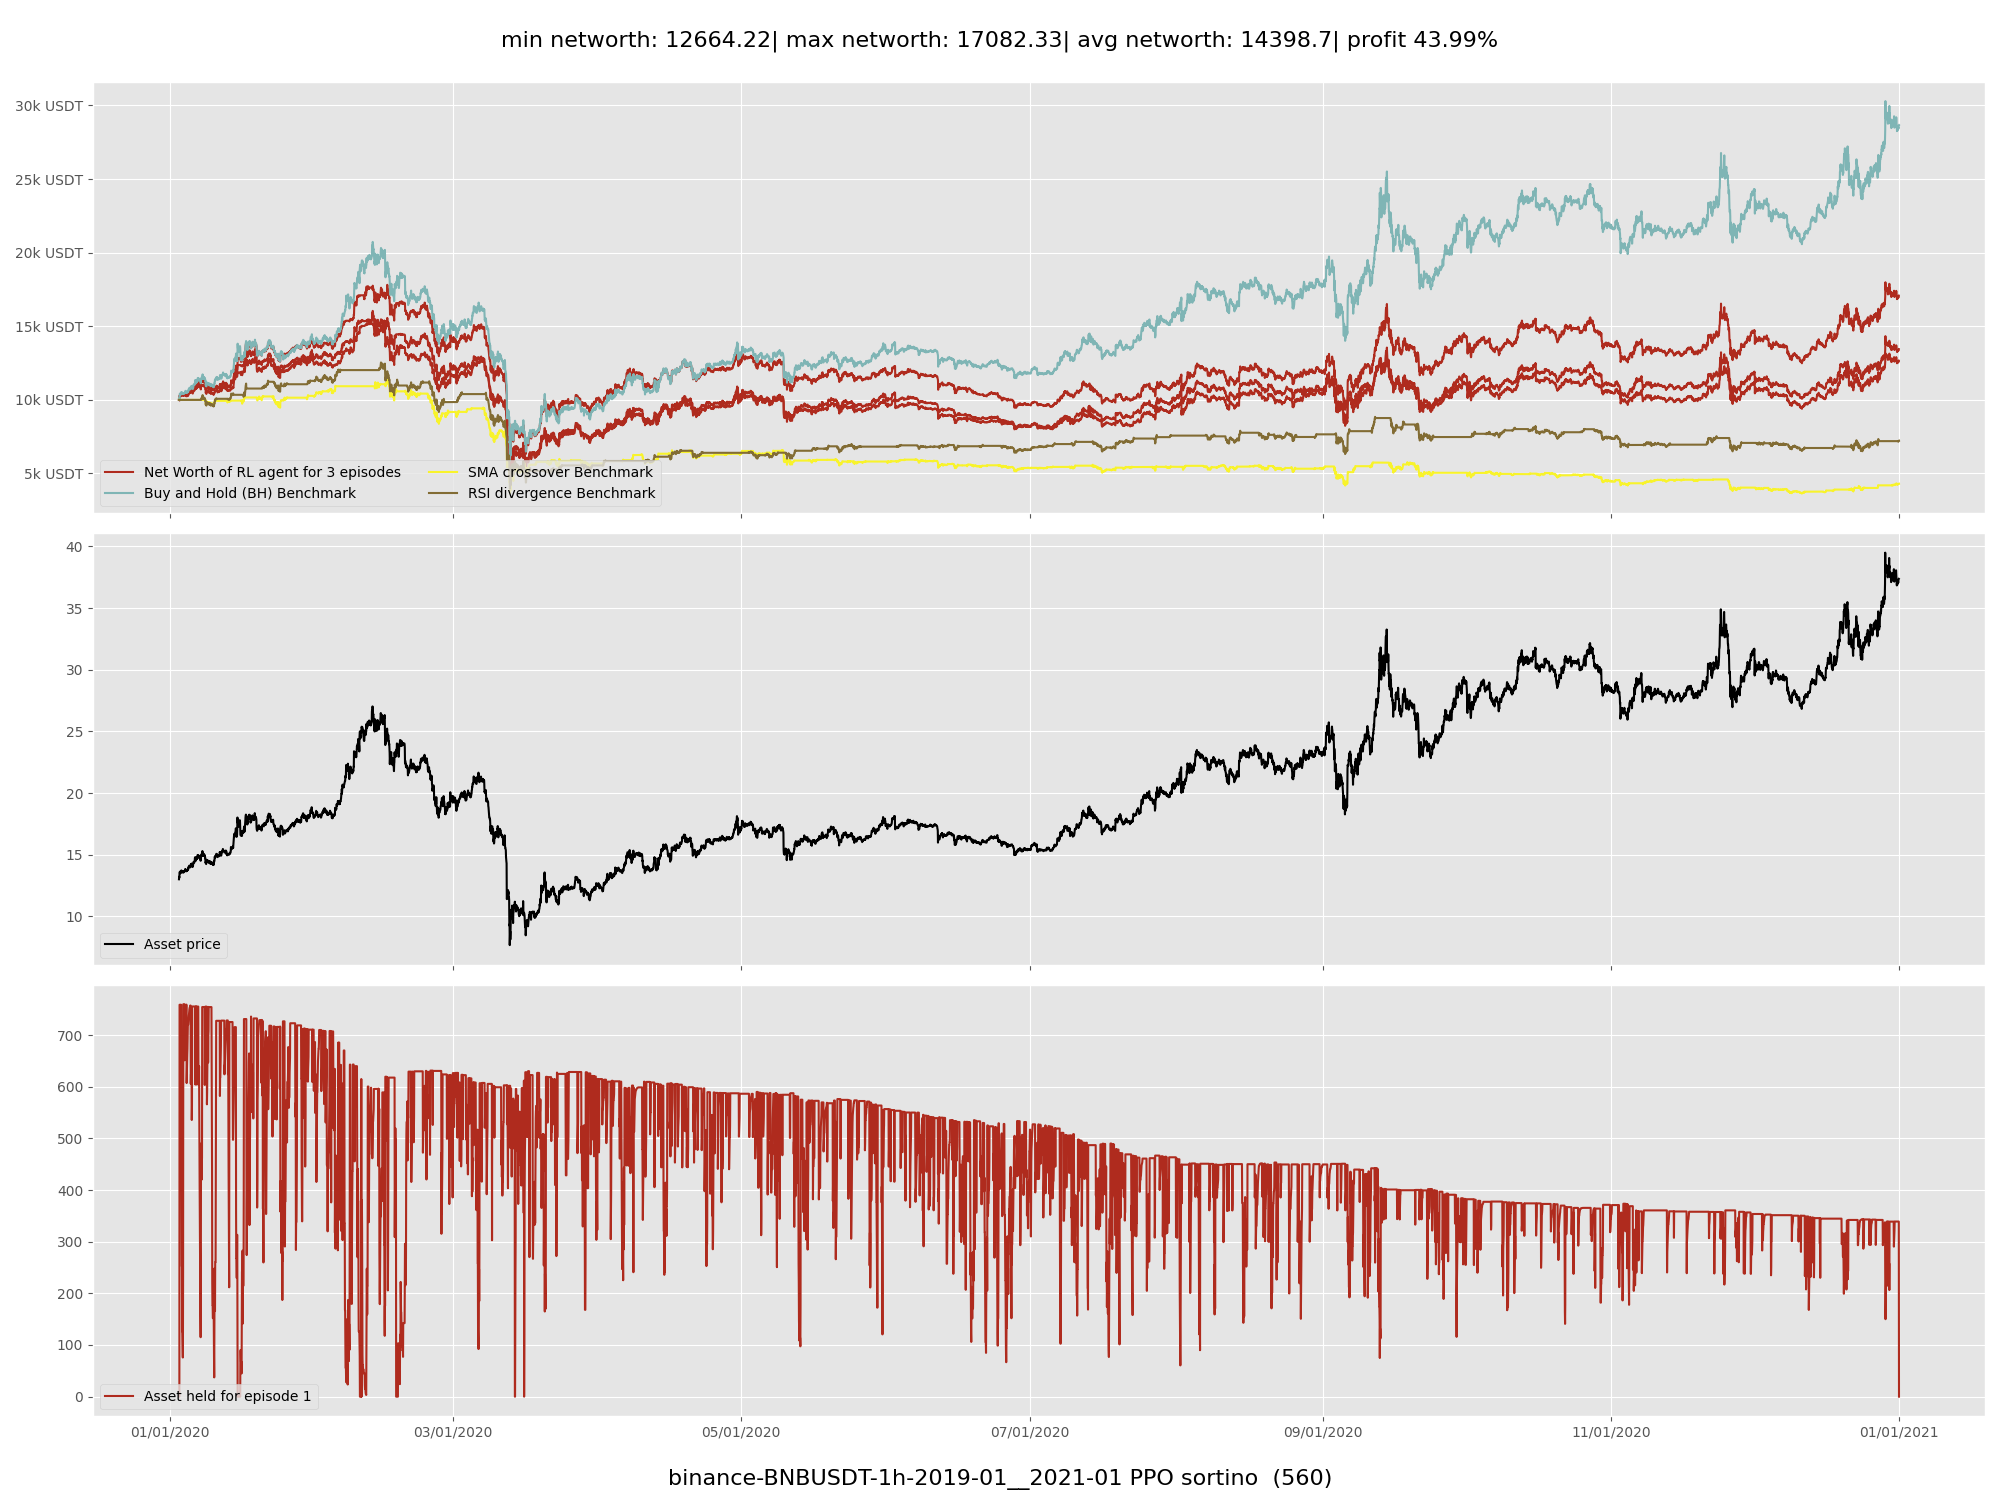 min networth: 12664.22| max networth: 17082.33| avg networth: 14398.7| profit 43.99%
30k USDT
25k USDT
20k USDT
15k USDT
10k USDT
5k USDT
Net Worth of RL agent for 3 episodes
Buy and Hold (BH) Benchmark
SMA crossover Benchmark
RSI divergence Benchmark
40
35
30
25
20
15
10
Asset price
700
600
500
400
300
200
100
0
Asset held for episode 1
01/01/2020 03/01/2020 05/01/2020 07/01/2020 09/01/2020 11/01/2020 01/01/2021
binance-BNBUSDT-1h-2019-01__2021-01 PPO sortino (560)